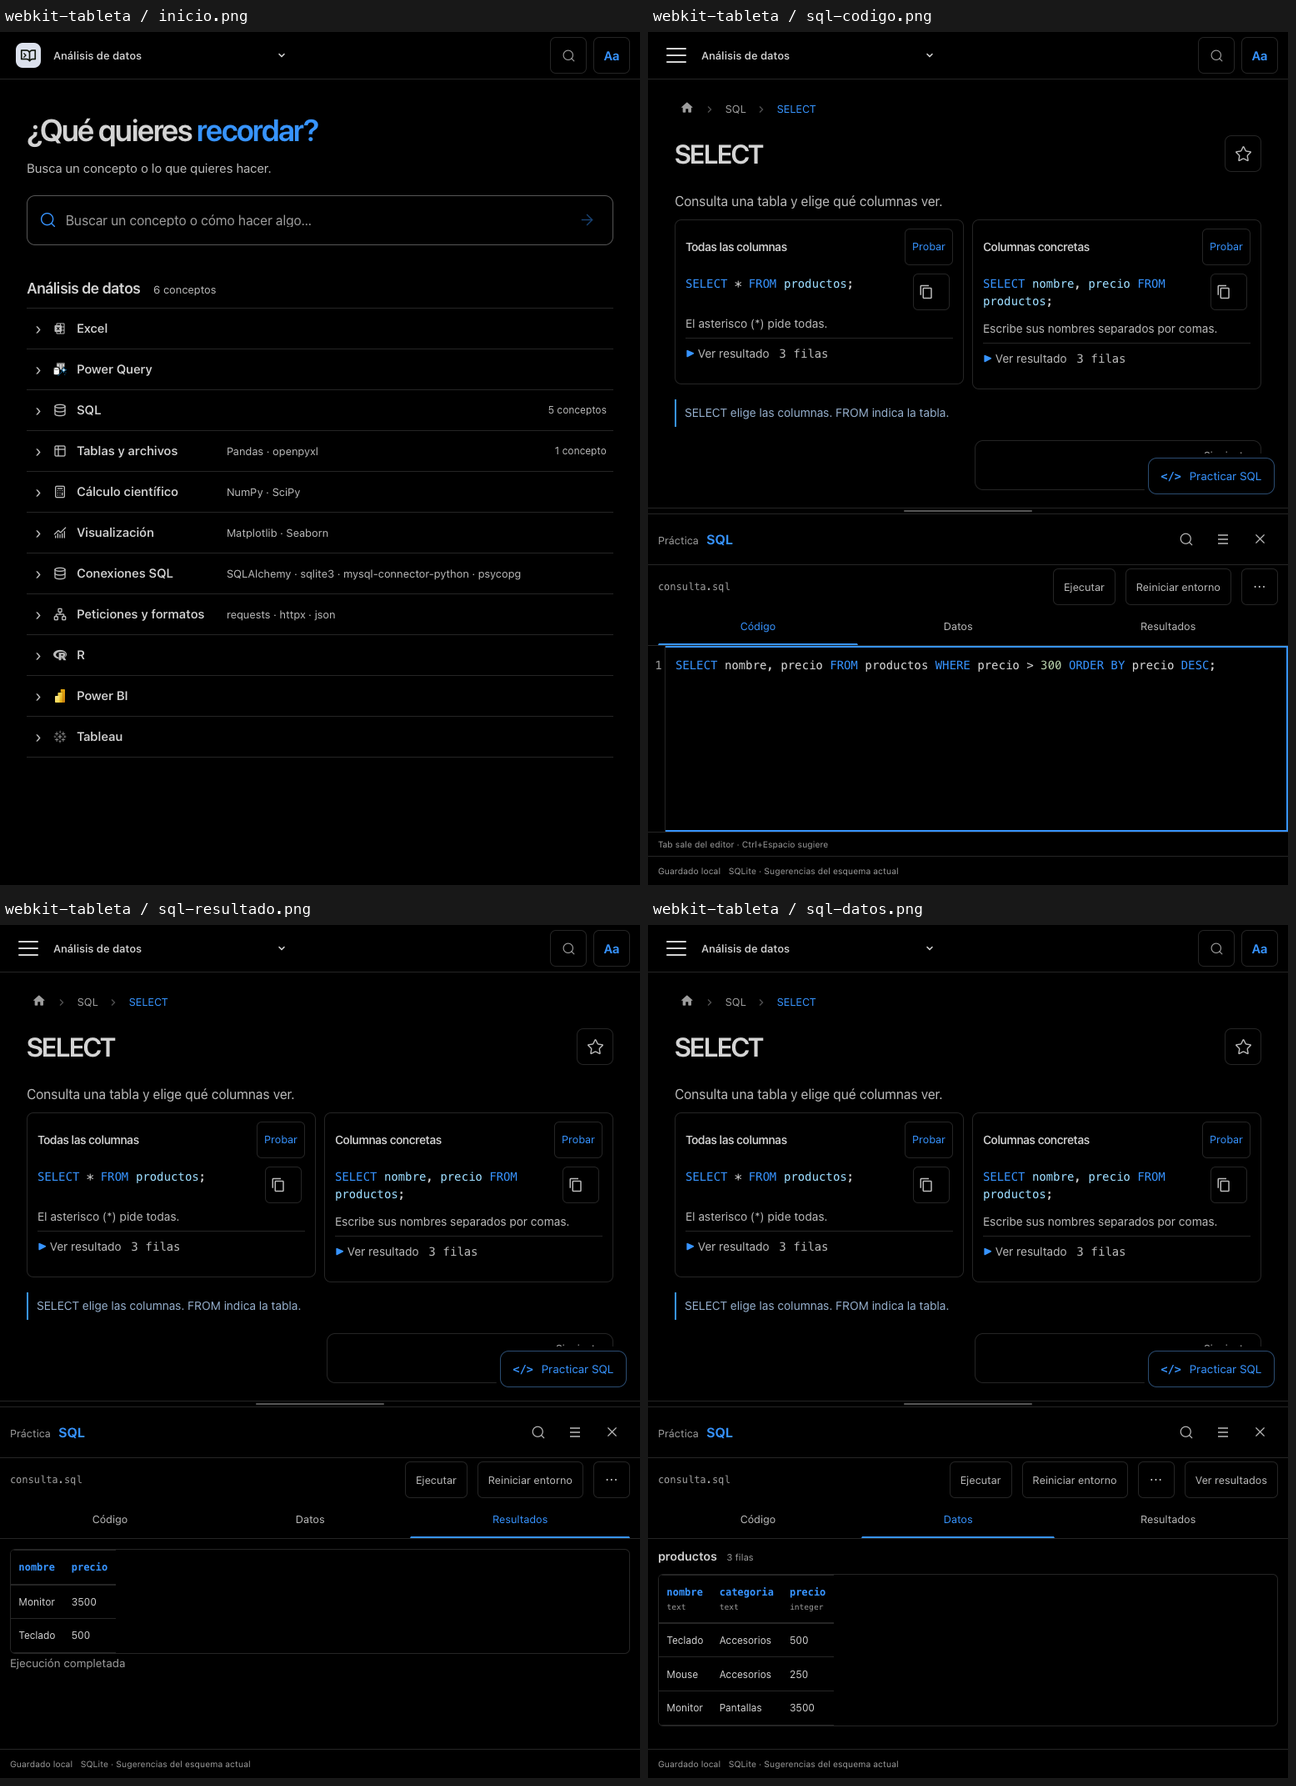 webkit-tableta / inicio.png
Análisis de datos
Aa
¿Qué quieres recordar?
Busca un concepto o lo que quieres hacer.
Buscar un concepto o cómo hacer algo...
Análisis de datos 6 conceptos
Excel
Power Query
SQL 5 conceptos
Tablas y archivos Pandas · openpyxl 1 concepto
Cálculo científico NumPy · SciPy
Visualización Matplotlib · Seaborn
Conexiones SQL SQLAlchemy · sqlite3 · mysql-connector-python · psycopg
Peticiones y formatos requests · httpx · json
R
Power BI
Tableau
webkit-tableta / sql-codigo.png
Análisis de datos
Aa
SQL SELECT
SELECT
Consulta una tabla y elige qué columnas ver.
Todas las columnas Probar
SELECT * FROM productos;
El asterisco (*) pide todas.
Ver resultado 3 filas
Columnas concretas Probar
SELECT nombre, precio FROM
productos;
Escribe sus nombres separados por comas.
Ver resultado 3 filas
SELECT elige las columnas. FROM indica la tabla.
</> Practicar SQL
Práctica SQL
consulta.sql Ejecutar Reiniciar entorno ...
Código Datos Resultados
1 SELECT nombre, precio FROM productos WHERE precio > 300 ORDER BY precio DESC;
Tab sale del editor · Ctrl+Espacio sugiere
Guardado local SQLite · Sugerencias del esquema actual
webkit-tableta / sql-resultado.png
Análisis de datos
Aa
SQL SELECT
SELECT
Consulta una tabla y elige qué columnas ver.
Todas las columnas Probar
SELECT * FROM productos;
El asterisco (*) pide todas.
Ver resultado 3 filas
Columnas concretas Probar
SELECT nombre, precio FROM
productos;
Escribe sus nombres separados por comas.
Ver resultado 3 filas
SELECT elige las columnas. FROM indica la tabla.
</> Practicar SQL
Práctica SQL
consulta.sql Ejecutar Reiniciar entorno ...
Código Datos Resultados
nombre precio
Monitor 3500
Teclado 500
Ejecución completada
Guardado local SQLite · Sugerencias del esquema actual
webkit-tableta / sql-datos.png
Análisis de datos
Aa
SQL SELECT
SELECT
Consulta una tabla y elige qué columnas ver.
Todas las columnas Probar
SELECT * FROM productos;
El asterisco (*) pide todas.
Ver resultado 3 filas
Columnas concretas Probar
SELECT nombre, precio FROM
productos;
Escribe sus nombres separados por comas.
Ver resultado 3 filas
SELECT elige las columnas. FROM indica la tabla.
</> Practicar SQL
Práctica SQL
consulta.sql Ejecutar Reiniciar entorno ... Ver resultados
Código Datos Resultados
productos 3 filas
nombre categoria precio
text text integer
Teclado Accesorios 500
Mouse Accesorios 250
Monitor Pantallas 3500
Guardado local SQLite · Sugerencias del esquema actual